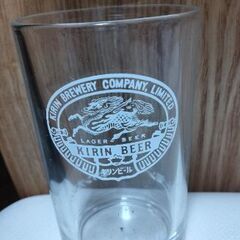 KIRIN BREWERY COMPANY, LIMITED
LAGER BEER
KIRIN BEER
キリンビール